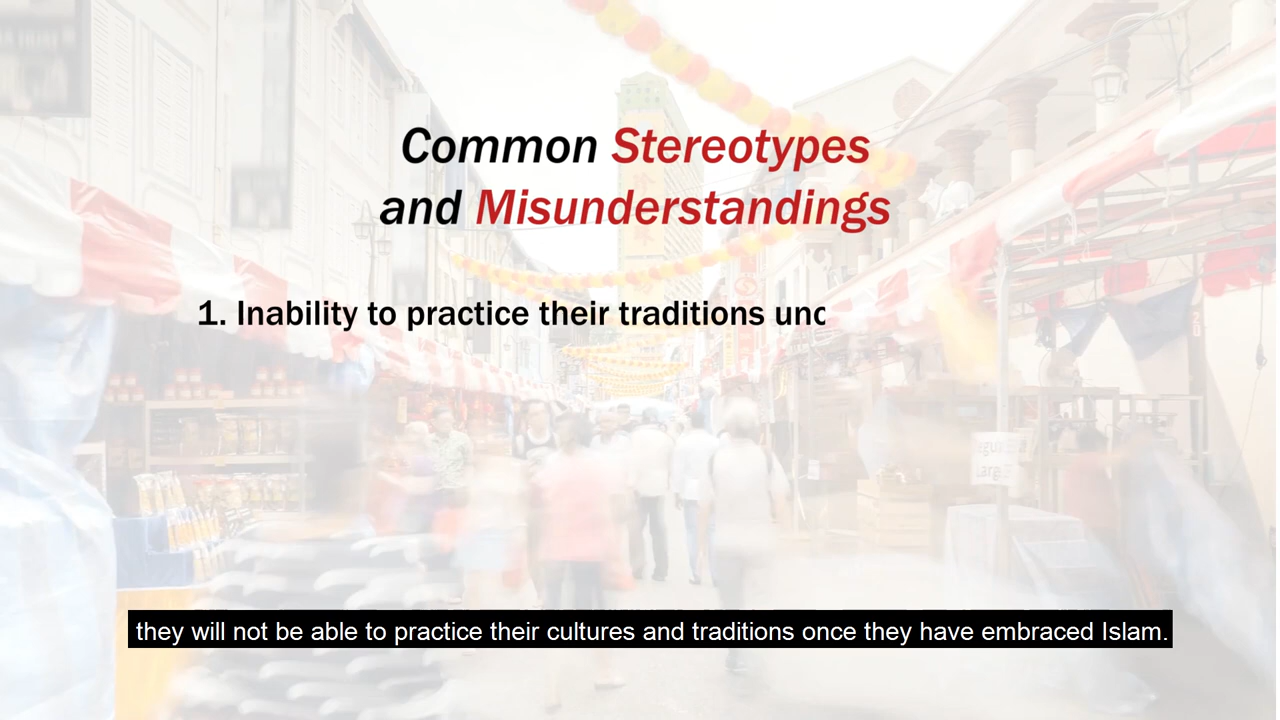 Common Stereotypes
and Misunderstandings
1. Inability to practice their traditions
they will not be able to practice their cultures and traditions once they have embraced Islam.